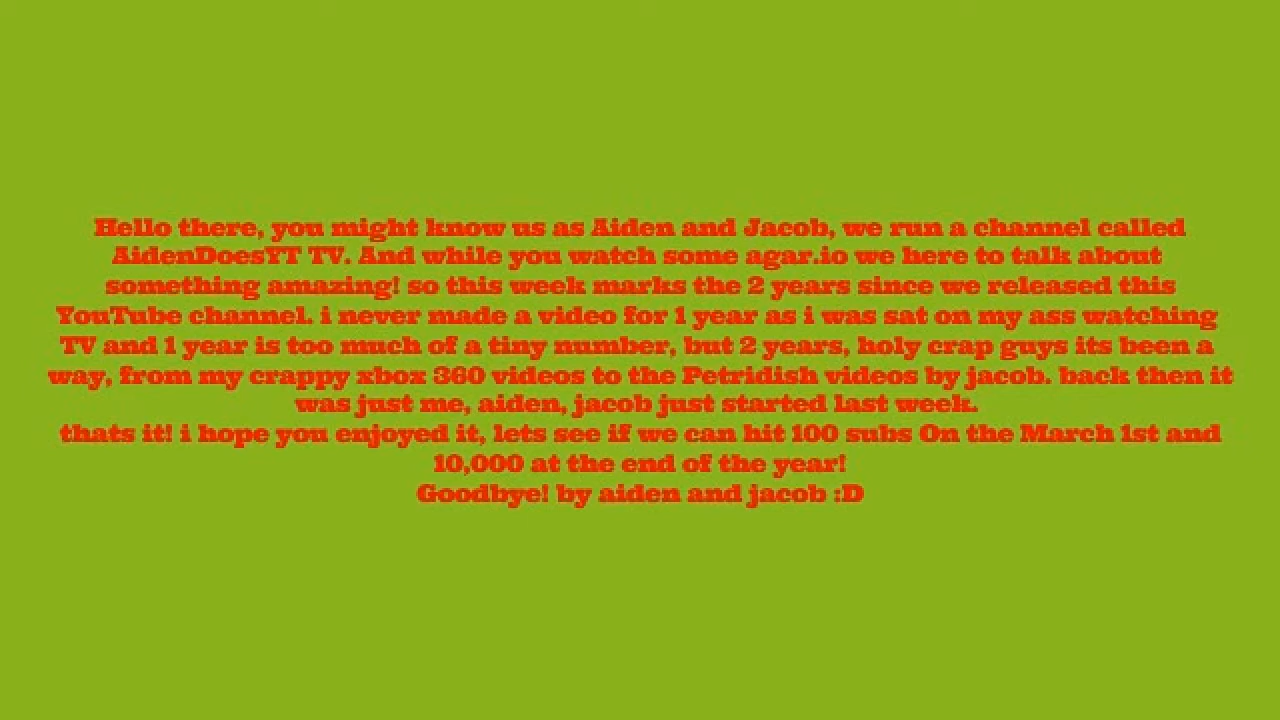 Hello there, you might know us as Aiden and Jacob, we run a channel called
AidenDoesYT TV. And while you watch some agar.io we here to talk about
something amazing! so this week marks the 2 years since we released this
YouTube channel. i never made a video for 1 year as i was sat on my ass watching
TV and 1 year is too much of a tiny number, but 2 years, holy crap guys its been a
way, from my crappy xbox 360 videos to the Petridish videos by jacob. back then it
was just me, aiden, jacob just started last week.
thats it! i hope you enjoyed it, lets see if we can hit 100 subs On the March 1st and
10,000 at the end of the year!
Goodbye! by aiden and jacob :D